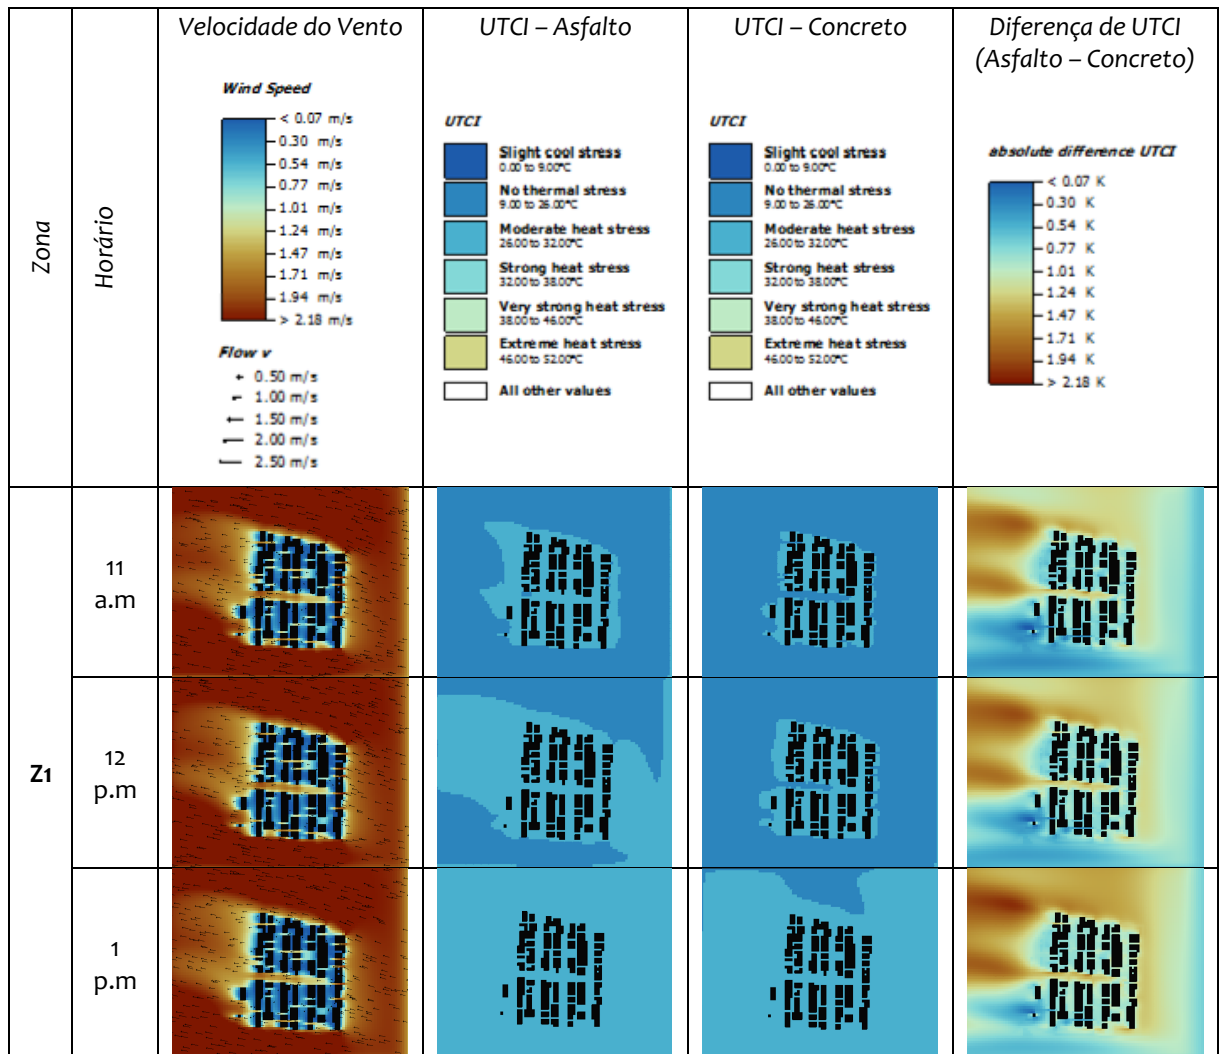 Zona
Horário
Velocidade do Vento
Wind Speed
< 0.07 m/s
0.30 m/s
0.54 m/s
0.77 m/s
1.01 m/s
1.24 m/s
1.47 m/s
1.71 m/s
1.94 m/s
> 2.18 m/s
Flow v
0.50 m/s
1.00 m/s
1.50 m/s
2.00 m/s
2.50 m/s
UTCI – Asfalto
UTCI
Slight cool stress
0.00 to 9.00°C
No thermal stress
9.00 to 26.00°C
Moderate heat stress
26.00 to 32.00°C
Strong heat stress
32.00 to 38.00°C
Very strong heat stress
38.00 to 46.00°C
Extreme heat stress
46.00 to 52.00°C
All other values
UTCI – Concreto
UTCI
Slight cool stress
0.00 to 9.00°C
No thermal stress
9.00 to 26.00°C
Moderate heat stress
26.00 to 32.00°C
Strong heat stress
32.00 to 38.00°C
Very strong heat stress
38.00 to 46.00°C
Extreme heat stress
46.00 to 52.00°C
All other values
Diferença de UTCI
(Asfalto – Concreto)
absolute difference UTCI
< 0.07 K
0.30 K
0.54 K
0.77 K
1.01 K
1.24 K
1.47 K
1.71 K
1.94 K
> 2.18 K
Z1
11
a.m
12
p.m
1
p.m